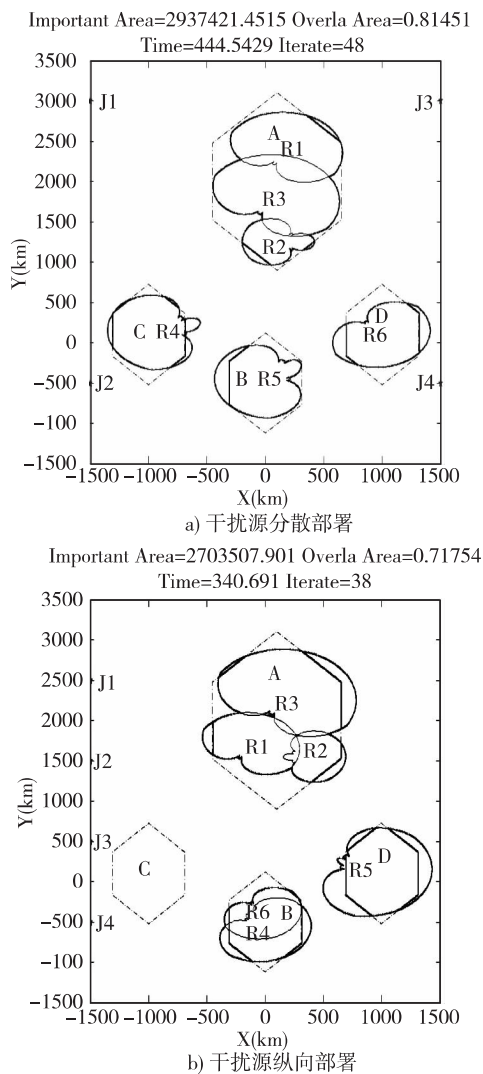 Important Area=2937421.4515 Overla Area=0.81451
Time=444.5429 Iterate=48
3500
3000
2500
2000
1500
1000
500
0
-500
-100
-1500
J1
J3
A
R1
R3
R2
C
R4
D
R6
B
R5
J2
J4
Y(km)
-1500
-1000
-500
0
500
1000
1500
X(km)
a) 干扰源分散部署
Important Area=2703507.901 Overla Area=0.71754
Time=340.691 Iterate=38
3500
3000
2500
2000
1500
1000
500
0
-500
-1000
-1500
J1
A
R3
R1
R2
J2
J3
C
D
R5
R6
B
R4
J4
Y(km)
-1500
-1000
-500
0
500
1000
1500
X(km)
b) 干扰源纵向部署